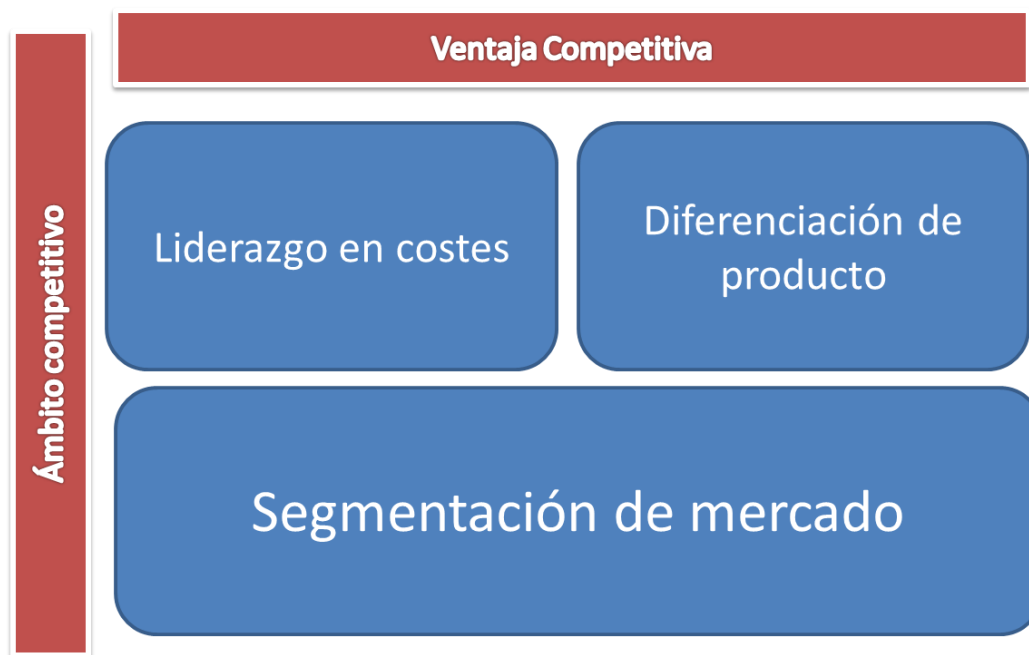 Ventaja Competitiva
Ámbito competitivo
Liderazgo en costes
Diferenciación de
producto
Segmentación de mercado